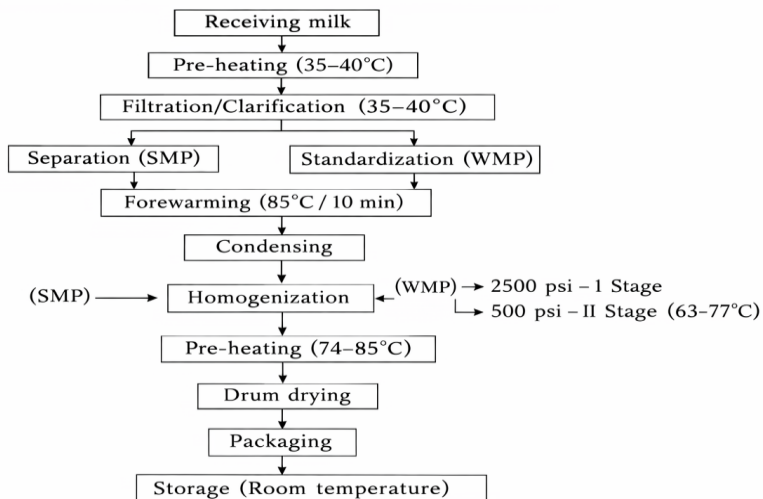 Receiving milk
Pre-heating (35–40°C)
Filtration/Clarification (35–40°C)
Separation (SMP)
Standardization (WMP)
Forewarming (85°C / 10 min)
Condensing
(SMP)
Homogenization
(WMP)
2500 psi – I Stage
500 psi – II Stage (63–77°C)
Pre-heating (74–85°C)
Drum drying
Packaging
Storage (Room temperature)